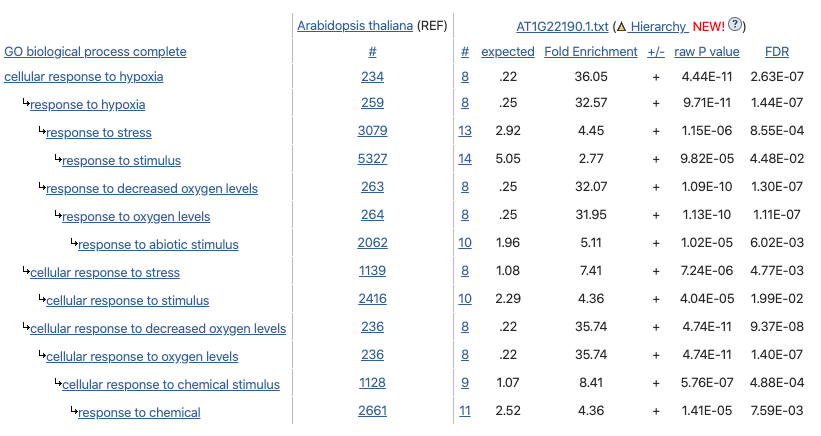 Arabidopsis thaliana (REF) AT1G22190.1.txt (Hierarchy NEW! ?)
GO biological process complete # # expected Fold Enrichment +/- raw P value FDR
cellular response to hypoxia 234 8 .22 36.05 + 4.44E-11 2.63E-07
↳response to hypoxia 259 8 .25 32.57 + 9.71E-11 1.44E-07
↳response to stress 3079 13 2.92 4.45 + 1.15E-06 8.55E-04
↳response to stimulus 5327 14 5.05 2.77 + 9.82E-05 4.48E-02
↳response to decreased oxygen levels 263 8 .25 32.07 + 1.09E-10 1.30E-07
↳response to oxygen levels 264 8 .25 31.95 + 1.13E-10 1.11E-07
↳response to abiotic stimulus 2062 10 1.96 5.11 + 1.02E-05 6.02E-03
↳cellular response to stress 1139 8 1.08 7.41 + 7.24E-06 4.77E-03
↳cellular response to stimulus 2416 10 2.29 4.36 + 4.04E-05 1.99E-02
↳cellular response to decreased oxygen levels 236 8 .22 35.74 + 4.74E-11 9.37E-08
↳cellular response to oxygen levels 236 8 .22 35.74 + 4.74E-11 1.40E-07
↳cellular response to chemical stimulus 1128 9 1.07 8.41 + 5.76E-07 4.88E-04
↳response to chemical 2661 11 2.52 4.36 + 1.41E-05 7.59E-03